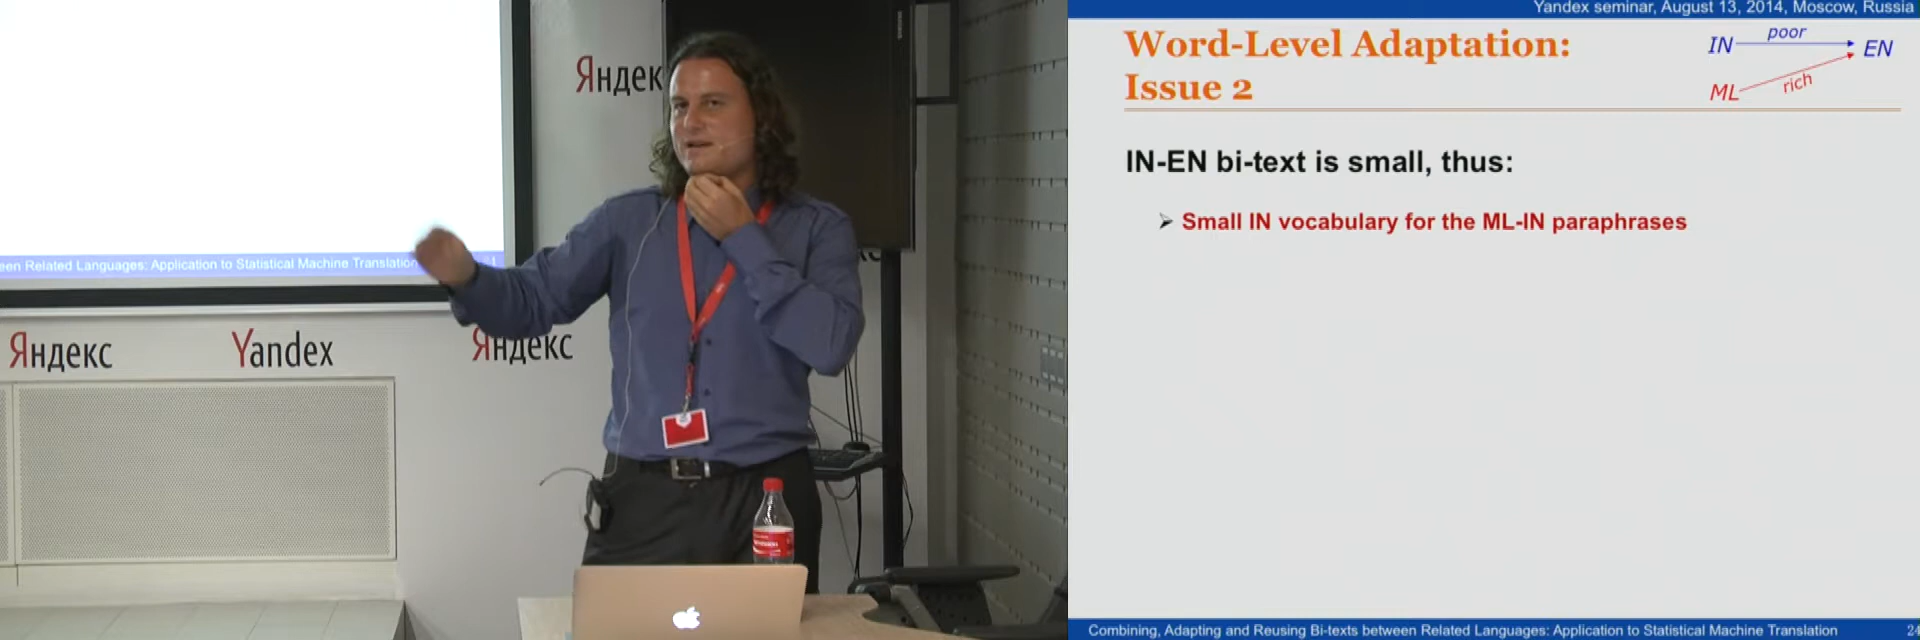 Яндек
een Related Languages: Application to Statistical Machine Translation
Яндекс
Yandex
Яндекс
Yandex seminar, August 13, 2014, Moscow, Russia
Word-Level Adaptation:
Issue 2
IN poor EN
ML rich
IN-EN bi-text is small, thus:
➢ Small IN vocabulary for the ML-IN paraphrases
Combining, Adapting and Reusing Bi-texts between Related Languages: Application to Statistical Machine Translation 24